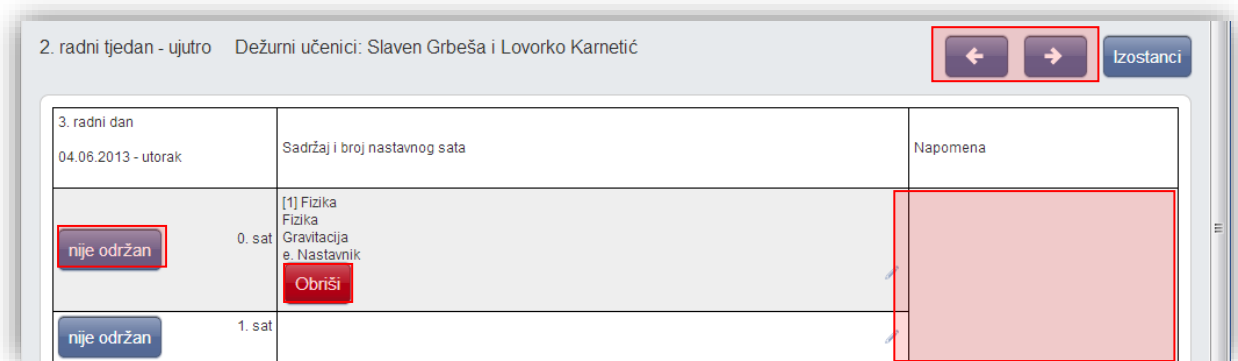 2. radni tjedan - ujutro Dežurni učenici: Slaven Grbeša i Lovorko Karnetić
Izostanci
3. radni dan
04.06.2013 - utorak
Sadržaj i broj nastavnog sata
Napomena
nije održan
0. sat
[1] Fizika
Fizika
Gravitacija
e. Nastavnik
Obriši
nije održan
1. sat